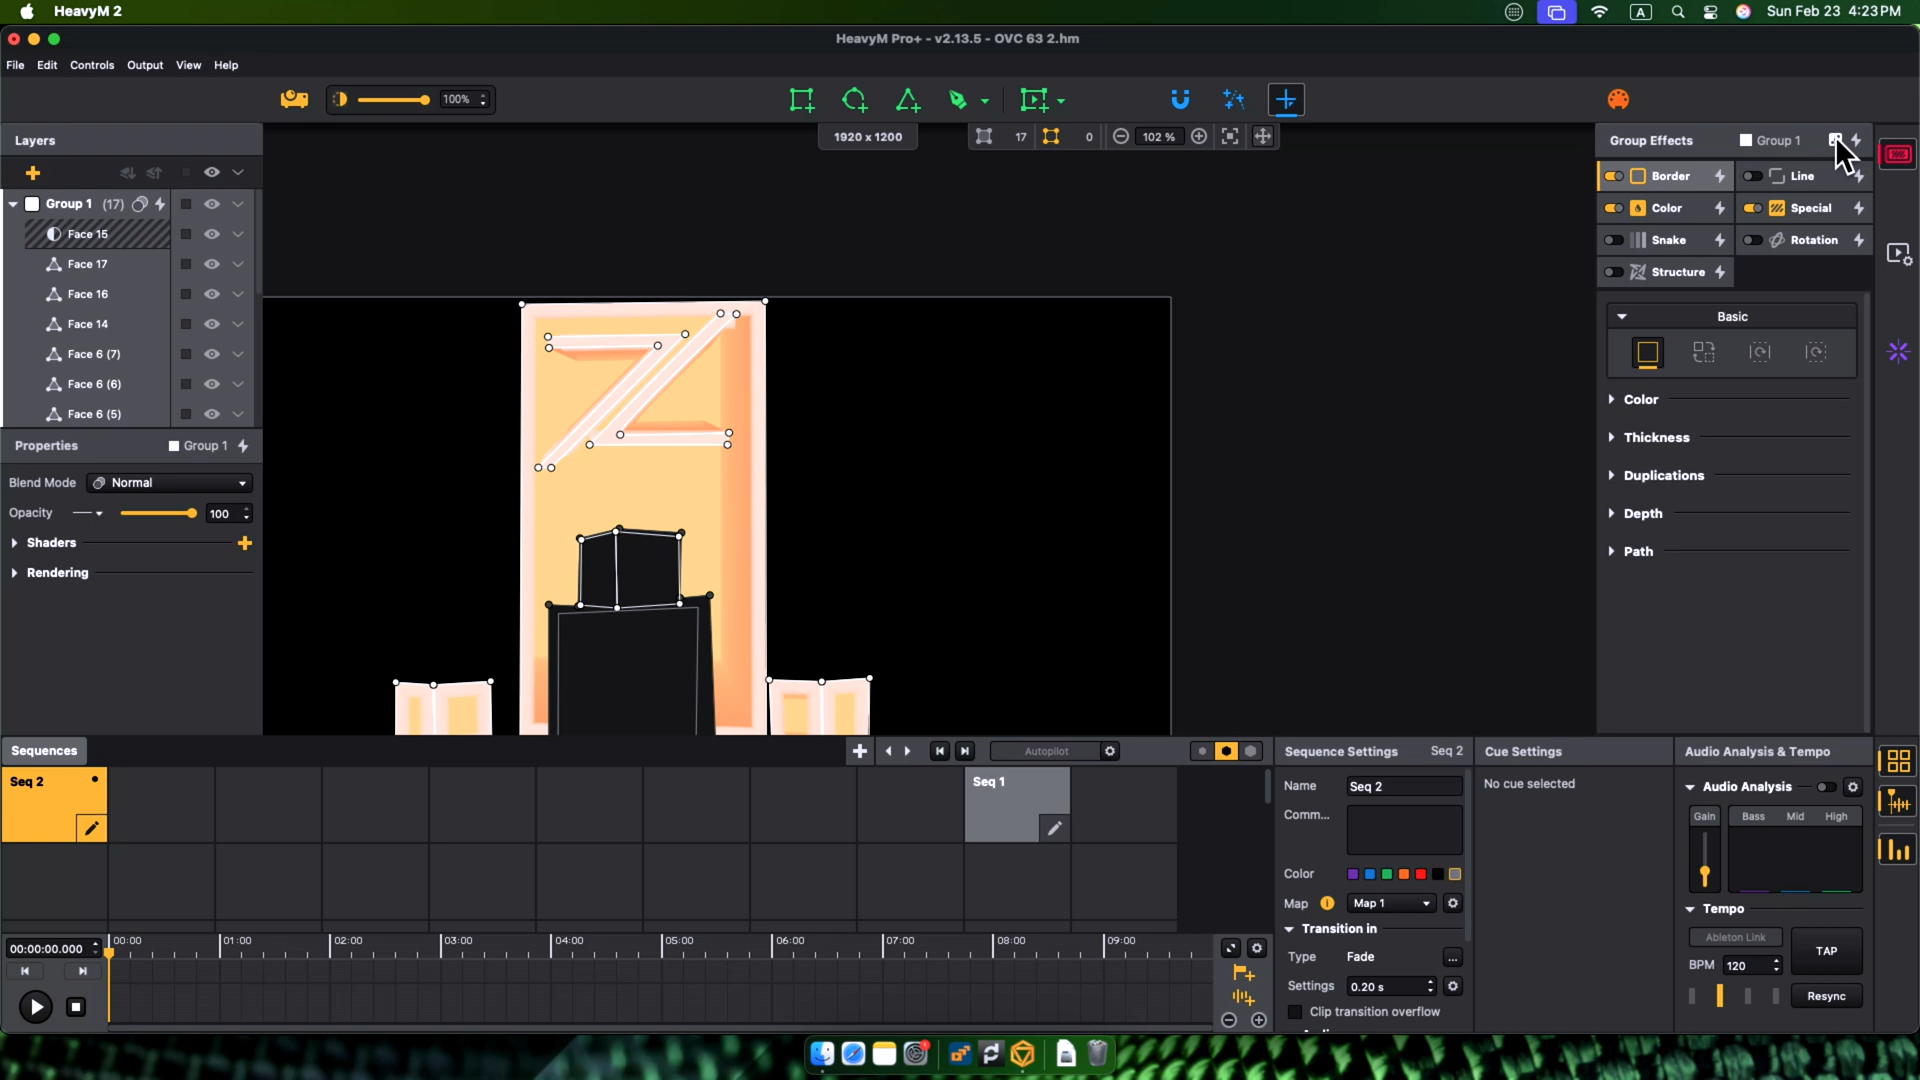 HeavyM 2
A
Sun Feb 23 4:23PM
HeavyM Pro+ - v2.13.5 - OVC 63 2.hm
File Edit Controls Output View Help
100%
1920 x 1200
17
0
102 %
Layers
Group 1 (17)
Face 15
Face 17
Face 16
Face 14
Face 6 (7)
Face 6 (6)
Face 6 (5)
Properties
Group 1
Blend Mode
Normal
Opacity
100
Shaders
Rendering
Group Effects
Group 1
Border
Line
Color
Special
Snake
Rotation
Structure
Basic
Color
Thickness
Duplications
Depth
Path
Sequences
Autopilot
Seq 2
Seq 1
00:00:00.000
00:00
01:00
02:00
03:00
04:00
05:00
06:00
07:00
08:00
09:00
Sequence Settings
Seq 2
Name
Seq 2
Comm...
Color
Map
Map 1
Transition in
Type
Fade
...
Settings
0.20 s
Clip transition overflow
Cue Settings
No cue selected
Audio Analysis & Tempo
Audio Analysis
Gain
Bass Mid High
Tempo
Ableton Link
TAP
BPM
120
Resync